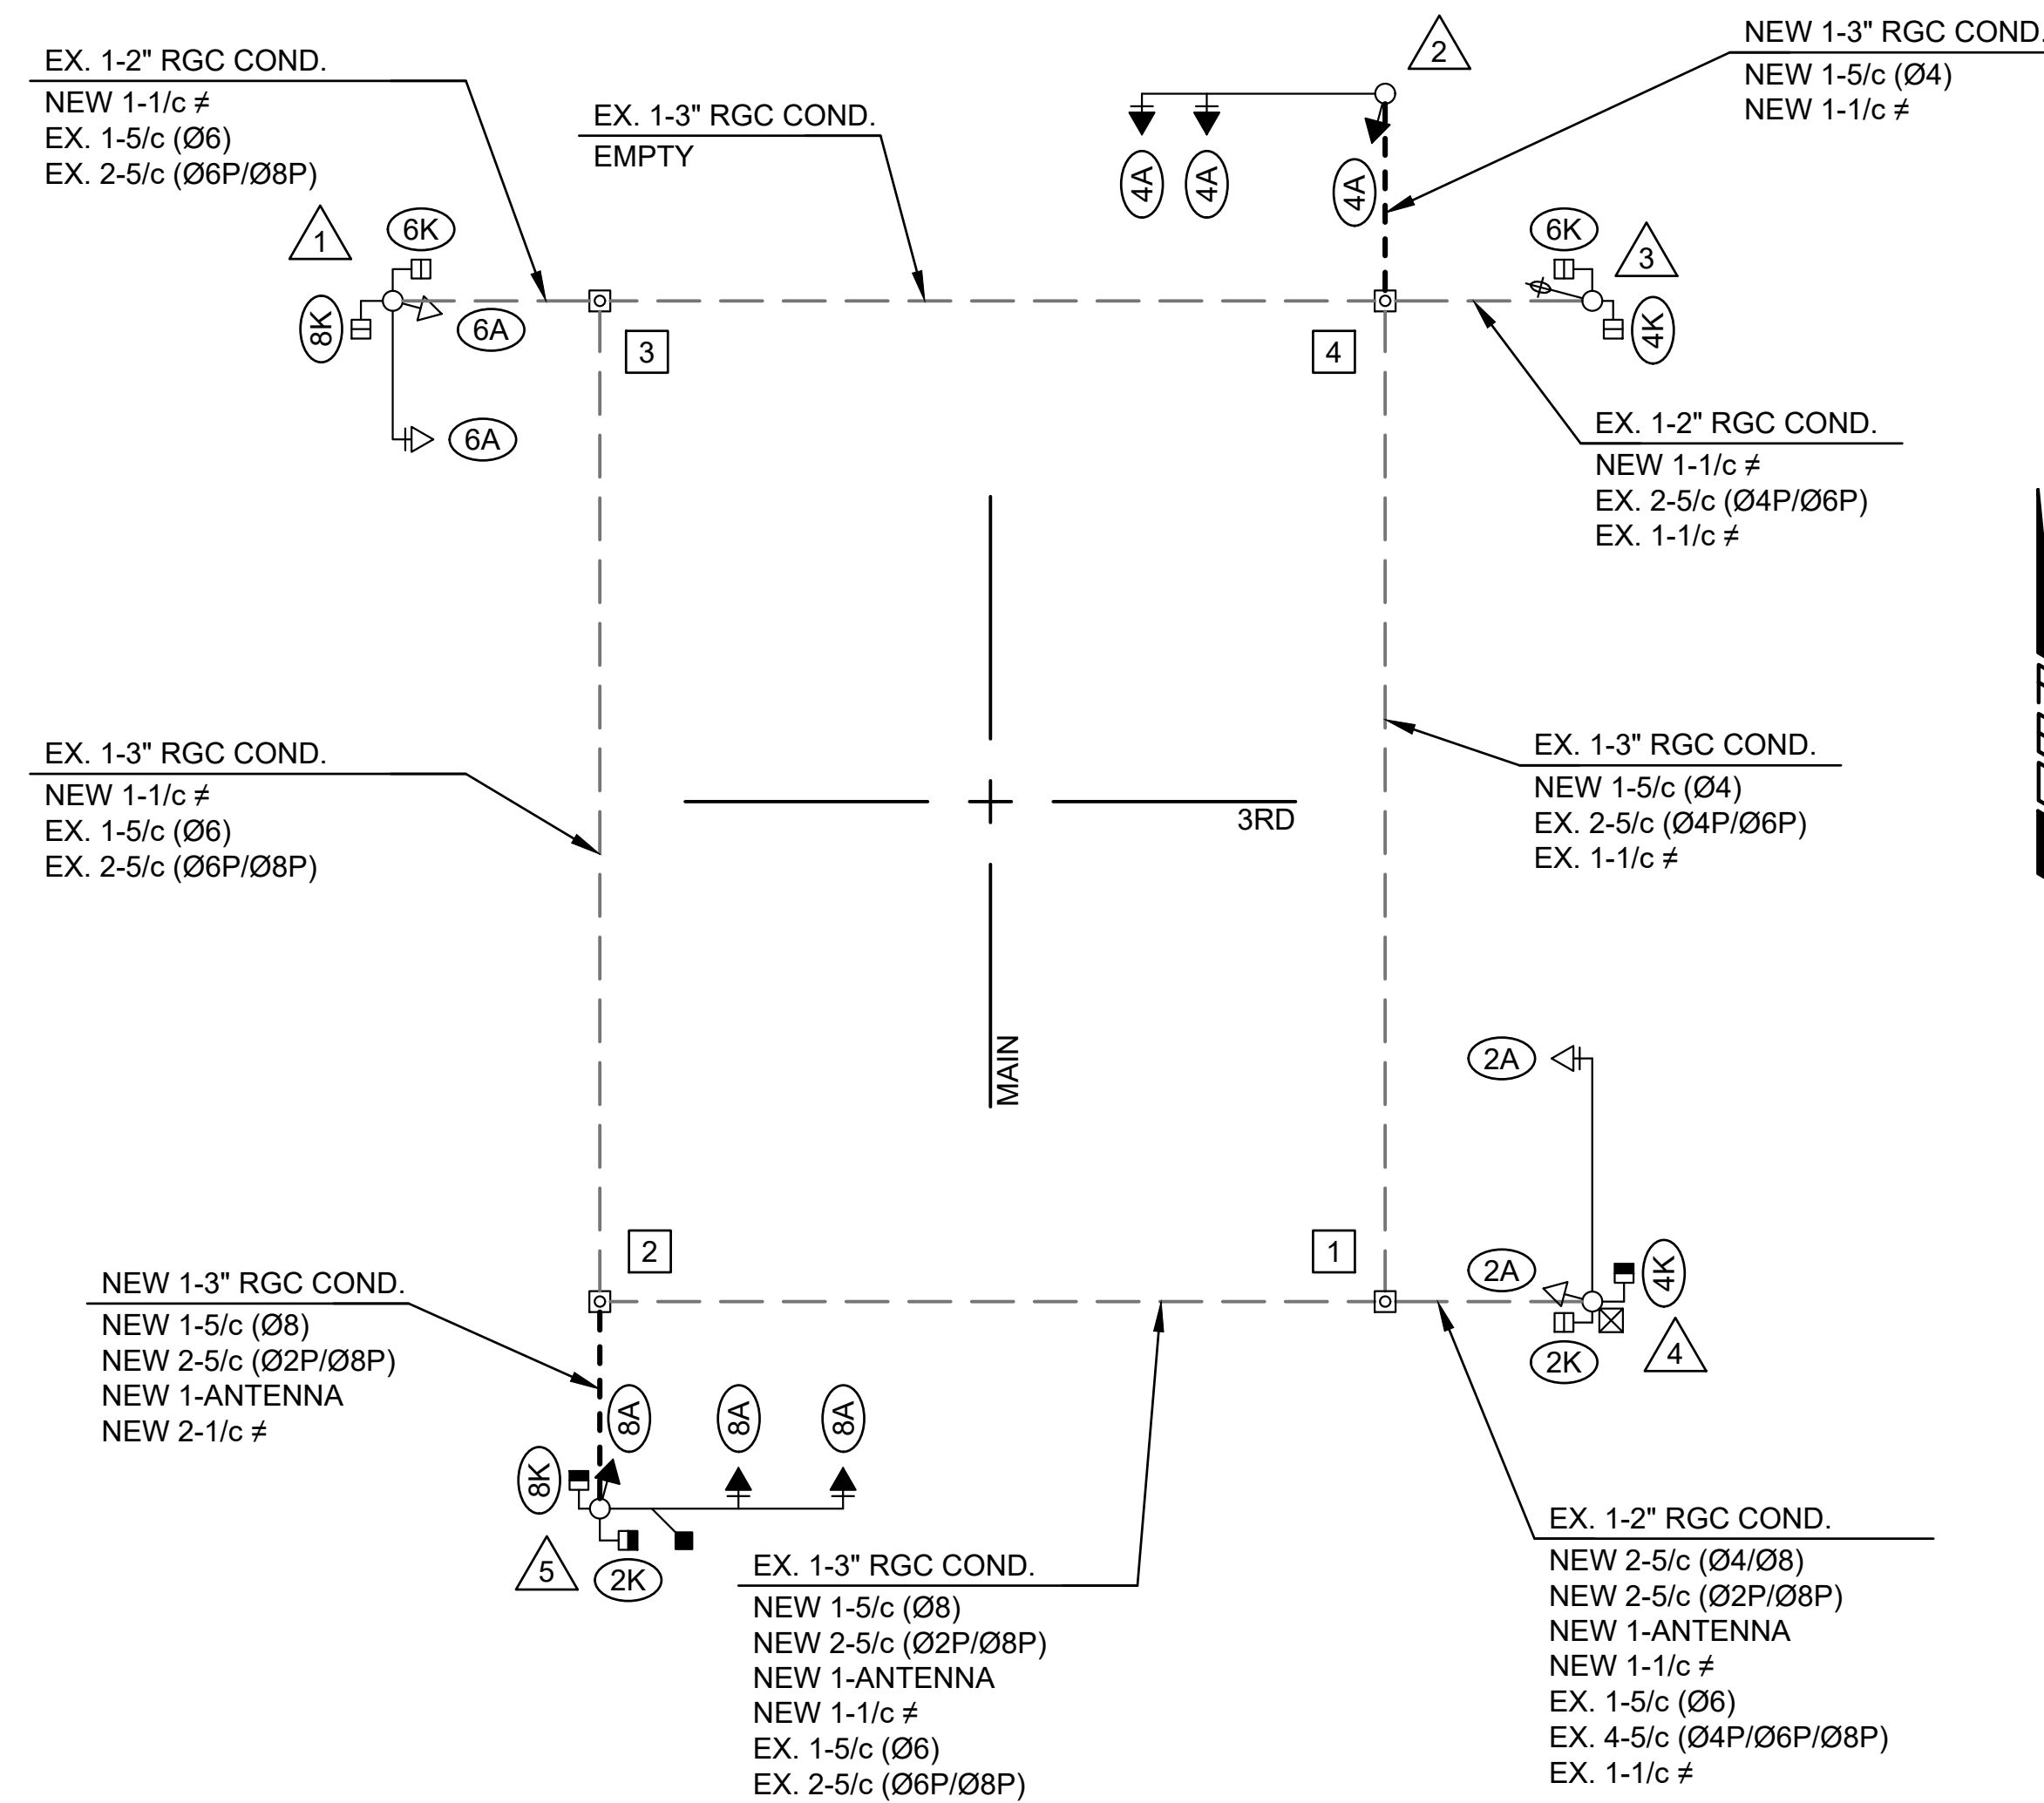 EX. 1-2" RGC COND.
NEW 1-1/c ≠
EX. 1-5/c (Ø6)
EX. 2-5/c (Ø6P/Ø8P)
EX. 1-3" RGC COND.
EMPTY
2
NEW 1-3" RGC COND.
NEW 1-5/c (Ø4)
NEW 1-1/c ≠
4A
4A
4A
1
6K
8K
6A
6A
3
4
6K
3
4K
EX. 1-2" RGC COND.
NEW 1-1/c ≠
EX. 2-5/c (Ø4P/Ø6P)
EX. 1-1/c ≠
EX. 1-3" RGC COND.
NEW 1-1/c ≠
EX. 1-5/c (Ø6)
EX. 2-5/c (Ø6P/Ø8P)
3RD
MAIN
EX. 1-3" RGC COND.
NEW 1-5/c (Ø4)
EX. 2-5/c (Ø4P/Ø6P)
EX. 1-1/c ≠
2A
2
1
2A
4K
2K
4
NEW 1-3" RGC COND.
NEW 1-5/c (Ø8)
NEW 2-5/c (Ø2P/Ø8P)
NEW 1-ANTENNA
NEW 2-1/c ≠
8A
8A
8A
8K
5
2K
EX. 1-3" RGC COND.
NEW 1-5/c (Ø8)
NEW 2-5/c (Ø2P/Ø8P)
NEW 1-ANTENNA
NEW 1-1/c ≠
EX. 1-5/c (Ø6)
EX. 2-5/c (Ø6P/Ø8P)
EX. 1-2" RGC COND.
NEW 2-5/c (Ø4/Ø8)
NEW 2-5/c (Ø2P/Ø8P)
NEW 1-ANTENNA
NEW 1-1/c ≠
EX. 1-5/c (Ø6)
EX. 4-5/c (Ø4P/Ø6P/Ø8P)
EX. 1-1/c ≠